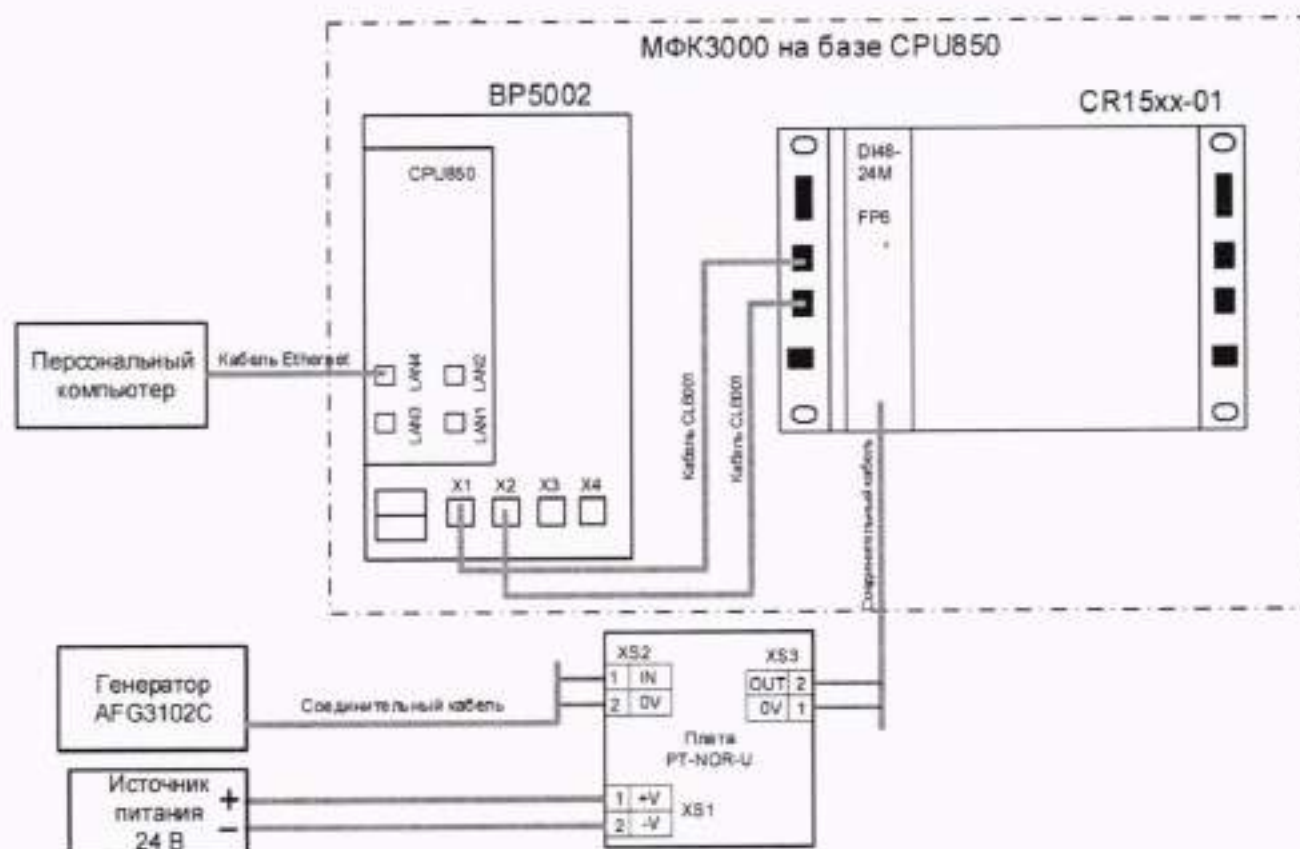 МФК3000 на базе CPU850
BP5002
CR15xx-01
CPU850
DI48-
24M
FP6
Персональный
компьютер
Кабель Ethernet
LAN4
LAN2
LAN3
LAN1
Кабель CL6001
Кабель CL6001
Соединительный кабель
X1 X2 X3 X4
Генератор
AFG3102C
Соединительный кабель
XS2
1 IN
2 0V
XS3
OUT 2
0V 1
Плата
PT-NOR-U
Источник
питания
24 В
+
−
1 +V
2 -V
XS1